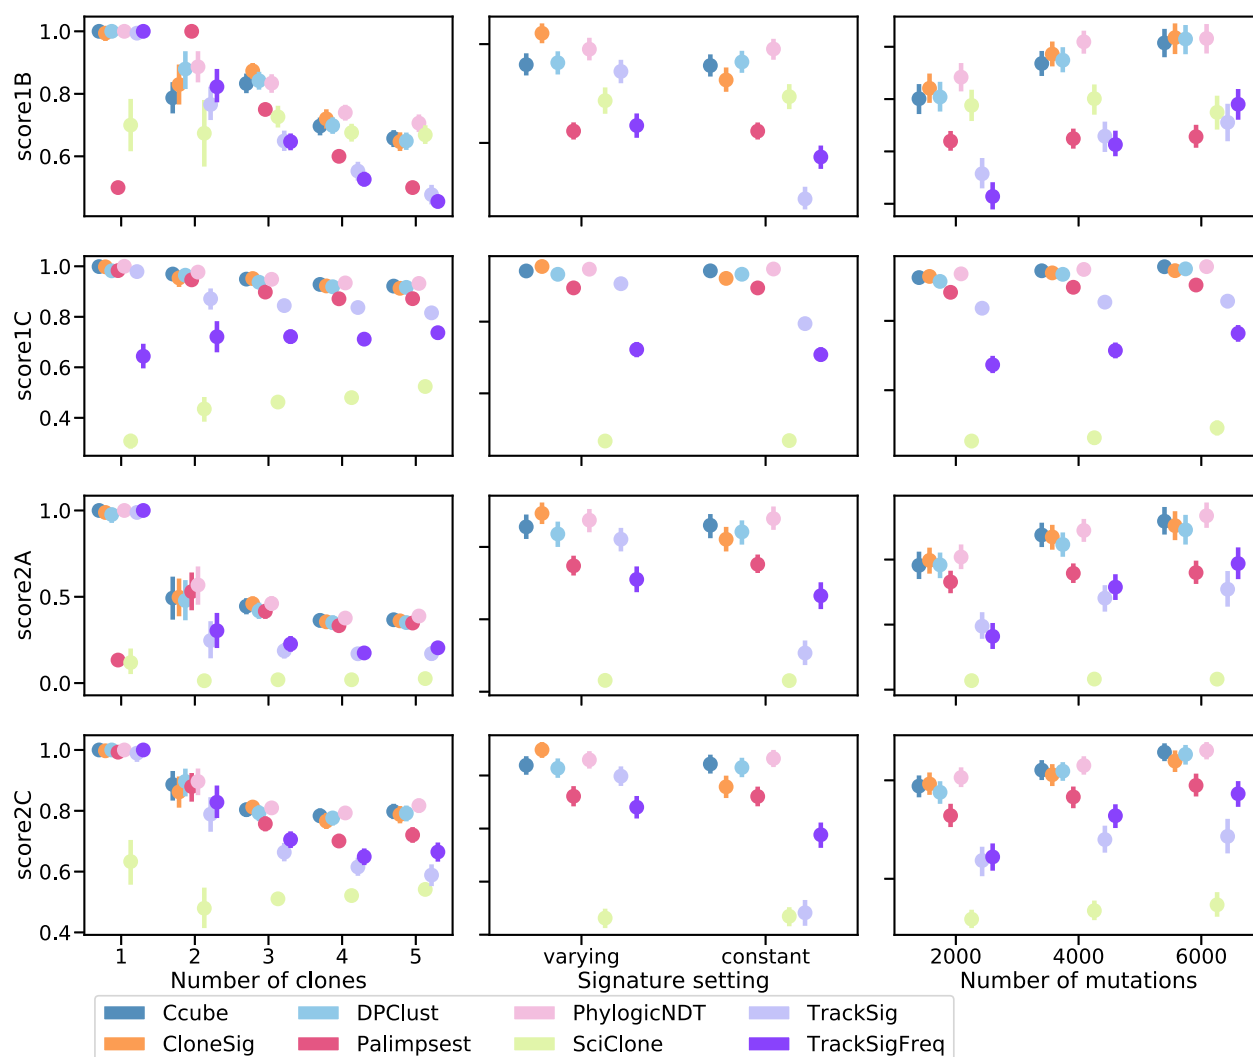 score1B
1.0
0.8
0.6
score1C
1.0
0.8
0.6
0.4
score2A
1.0
0.5
0.0
score2C
1.0
0.8
0.6
0.4
1 2 3 4 5
varying constant
2000 4000 6000
Number of clones
Signature setting
Number of mutations
Ccube DPClust PhylogicNDT TrackSig
CloneSig Palimpsest SciClone TrackSigFreq